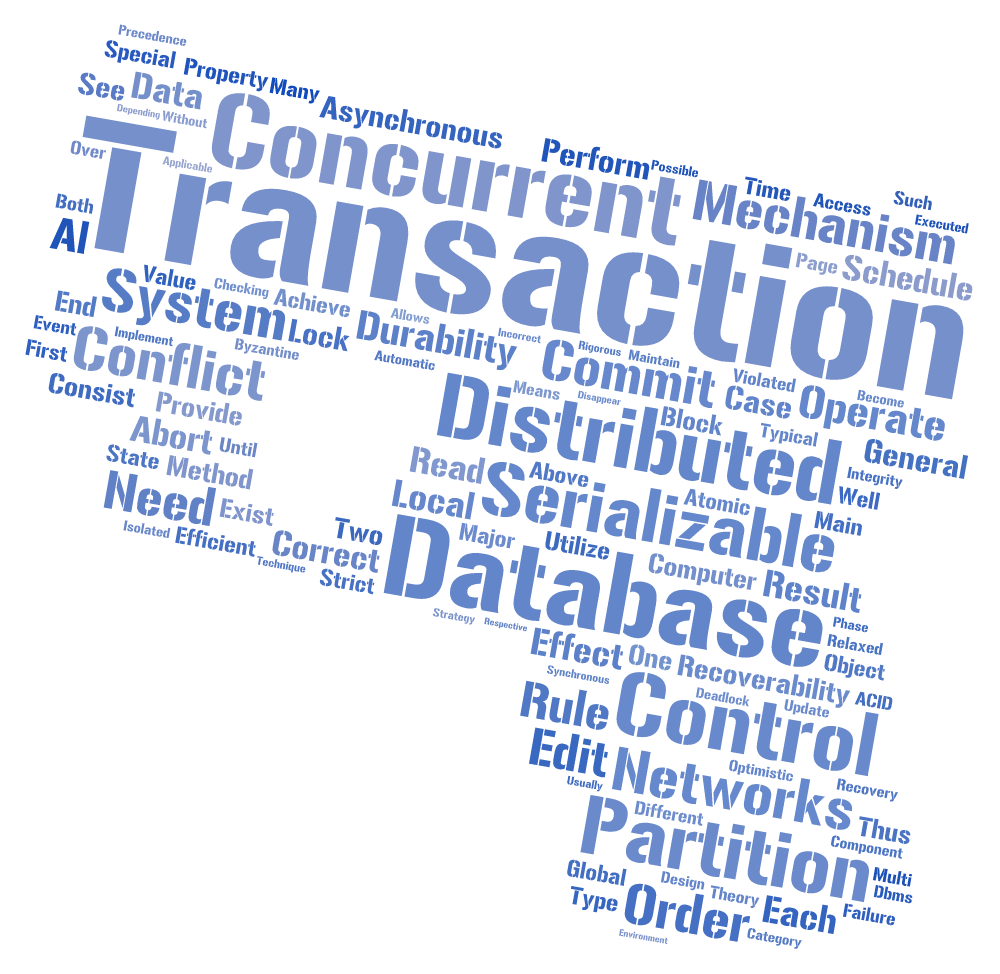 Precedence
Special Property Many Asynchronous
See Data Concurrent Perform Possible
Depending Without
Time Access Such
Mechanism Executed
Over Applicable
Transaction
Page Schedule
Both
AI
Value Checking Achieve Allows
System Lock Durability Incorrect Rigorous Maintain
End
Event Implement Byzantine Automatic
Commit Violated Become
First Conflict
Means Disappear Case Operate
Consist Provide
Distributed Block Typical General
Abort Until
Integrity
State Method
Read Above Atomic Well
Need Exist
Local Serializable Main
Isolated Efficient Correct Two Major Utilize
Technique Strict
Database Computer Result
Strategy Respective
Phase
Relaxed
Effect One Recoverability Object
Synchronous Deadlock Update ACID
Rule Control
Edit Optimistic Recovery
Usually Networks Thus
Different Component
Partition Multi
Dbms
Global Design Theory Each Failure
Type Order Category
Environment